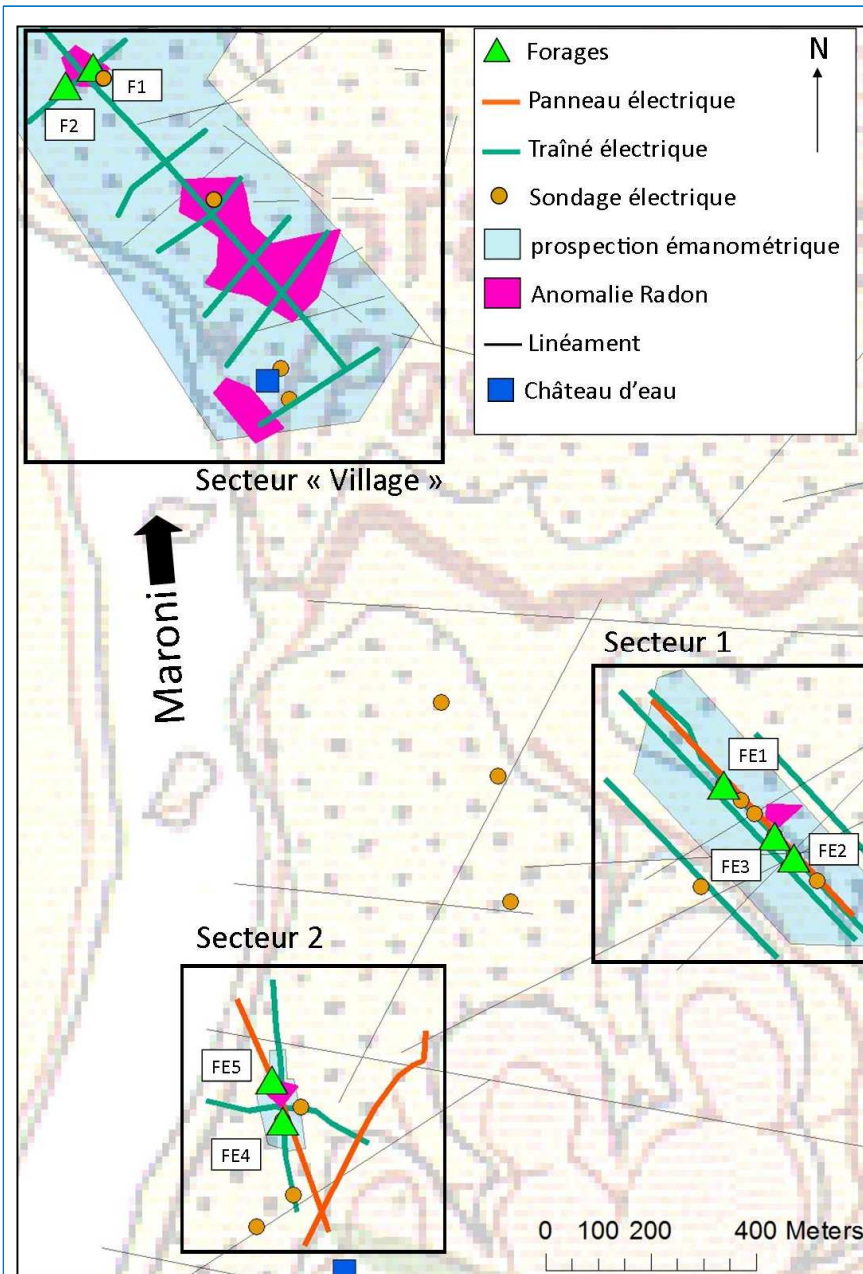 Forages
Panneau électrique
Traîné électrique
Sondage électrique
prospection émanométrique
Anomalie Radon
Linéament
Château d'eau
N
F1
F2
Secteur « Village »
Maroni
Secteur 1
FE1
FE3
FE2
Secteur 2
FE5
FE4
0 100 200 400 Meters